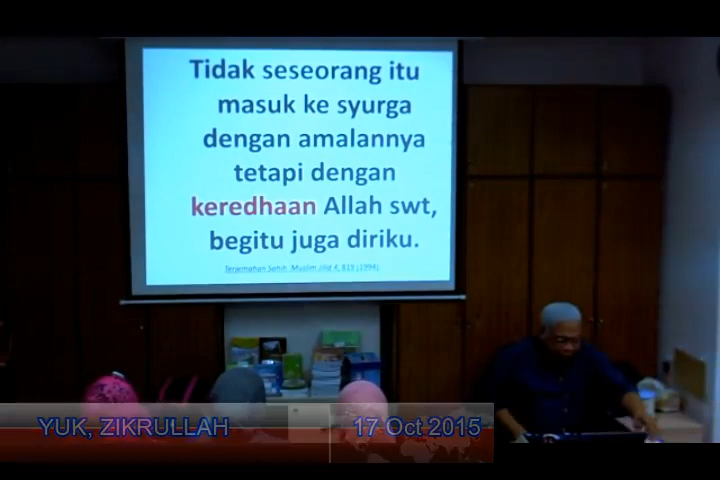 Tidak seseorang itu
masuk ke syurga
dengan amalannya
tetapi dengan
keredhaan Allah swt,
begitu juga diriku.
Terjemahan Sahih Muslim Jilid 4, 819 (1994)
YUK, ZIKRULLAH
17 Oct 2015